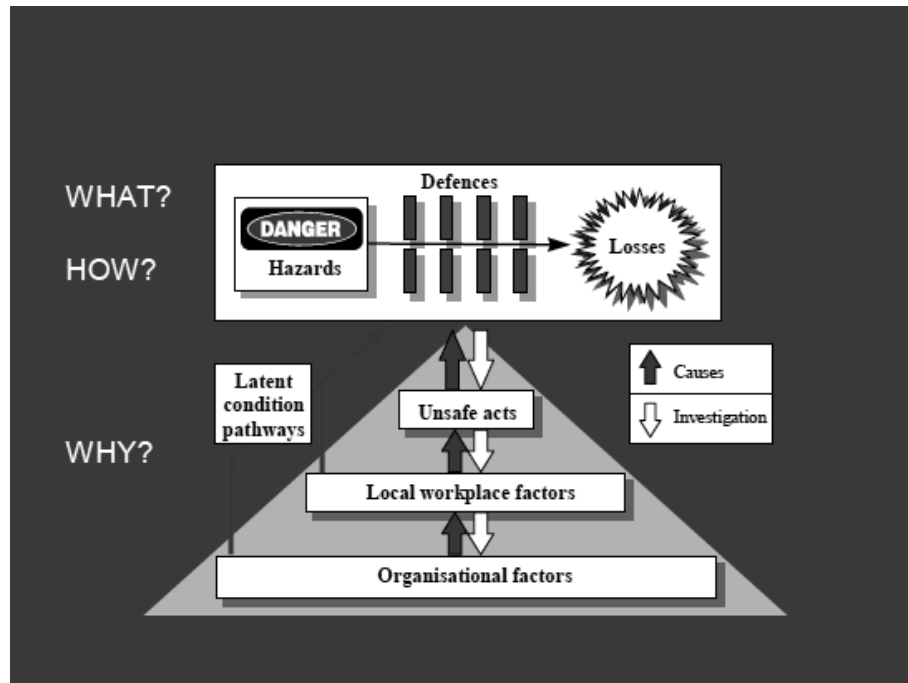 WHAT?
HOW?
WHY?
Defences
DANGER
Hazards
Losses
Latent
condition
pathways
Unsafe acts
Local workplace factors
Organisational factors
Causes
Investigation